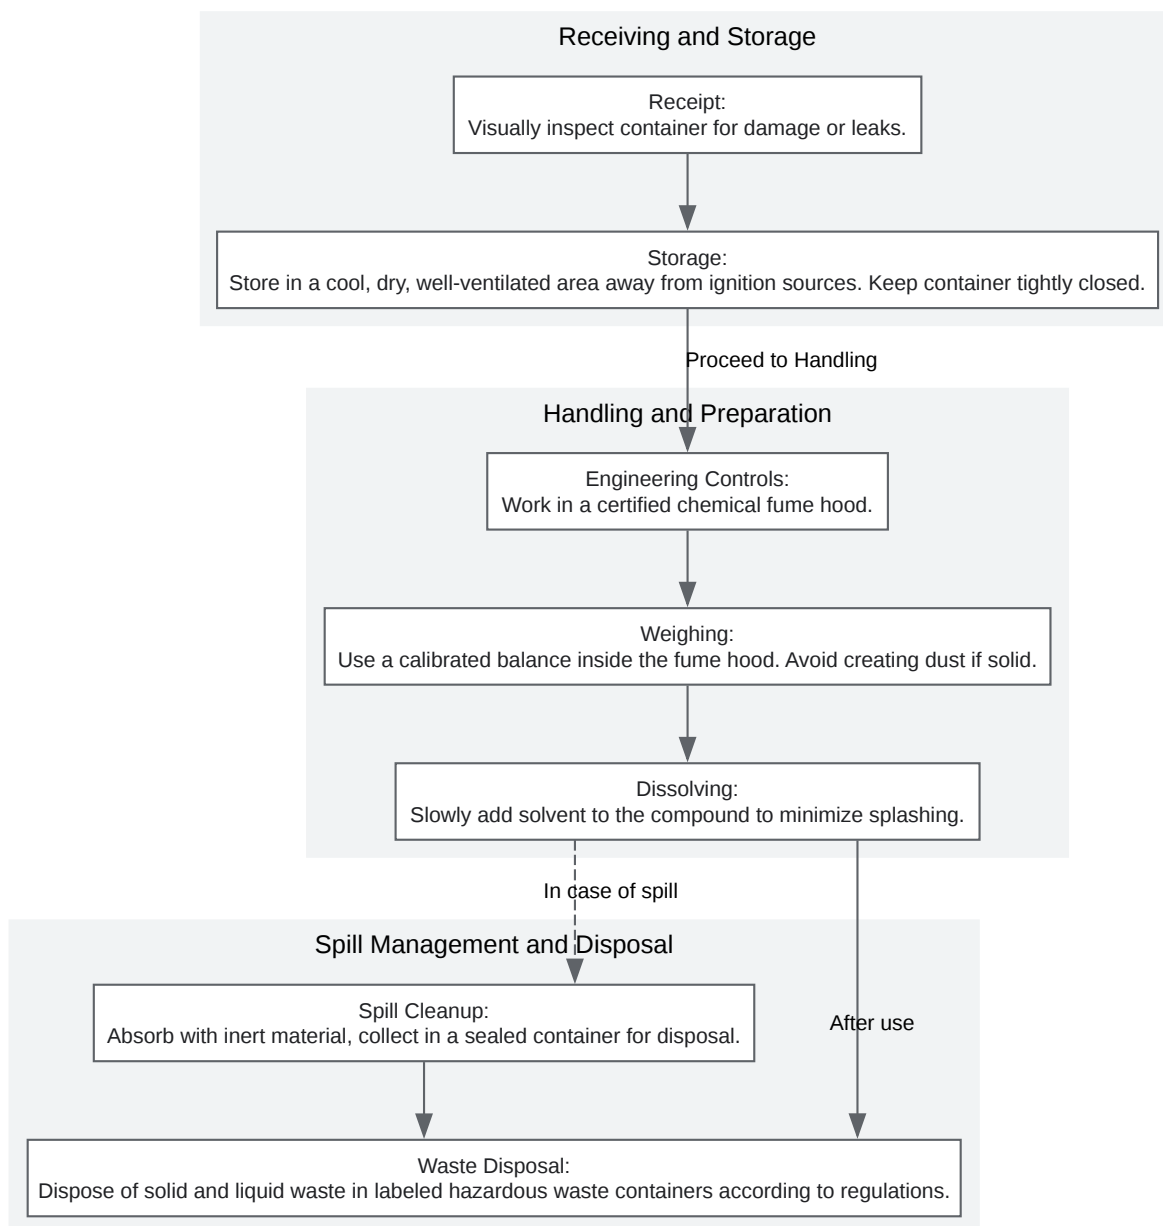 Receiving and Storage
Receipt:
Visually inspect container for damage or leaks.
Storage:
Store in a cool, dry, well-ventilated area away from ignition sources. Keep container tightly closed.
Proceed to Handling
Handling and Preparation
Engineering Controls:
Work in a certified chemical fume hood.
Weighing:
Use a calibrated balance inside the fume hood. Avoid creating dust if solid.
Dissolving:
Slowly add solvent to the compound to minimize splashing.
In case of spill
Spill Management and Disposal
Spill Cleanup:
Absorb with inert material, collect in a sealed container for disposal.
After use
Waste Disposal:
Dispose of solid and liquid waste in labeled hazardous waste containers according to regulations.